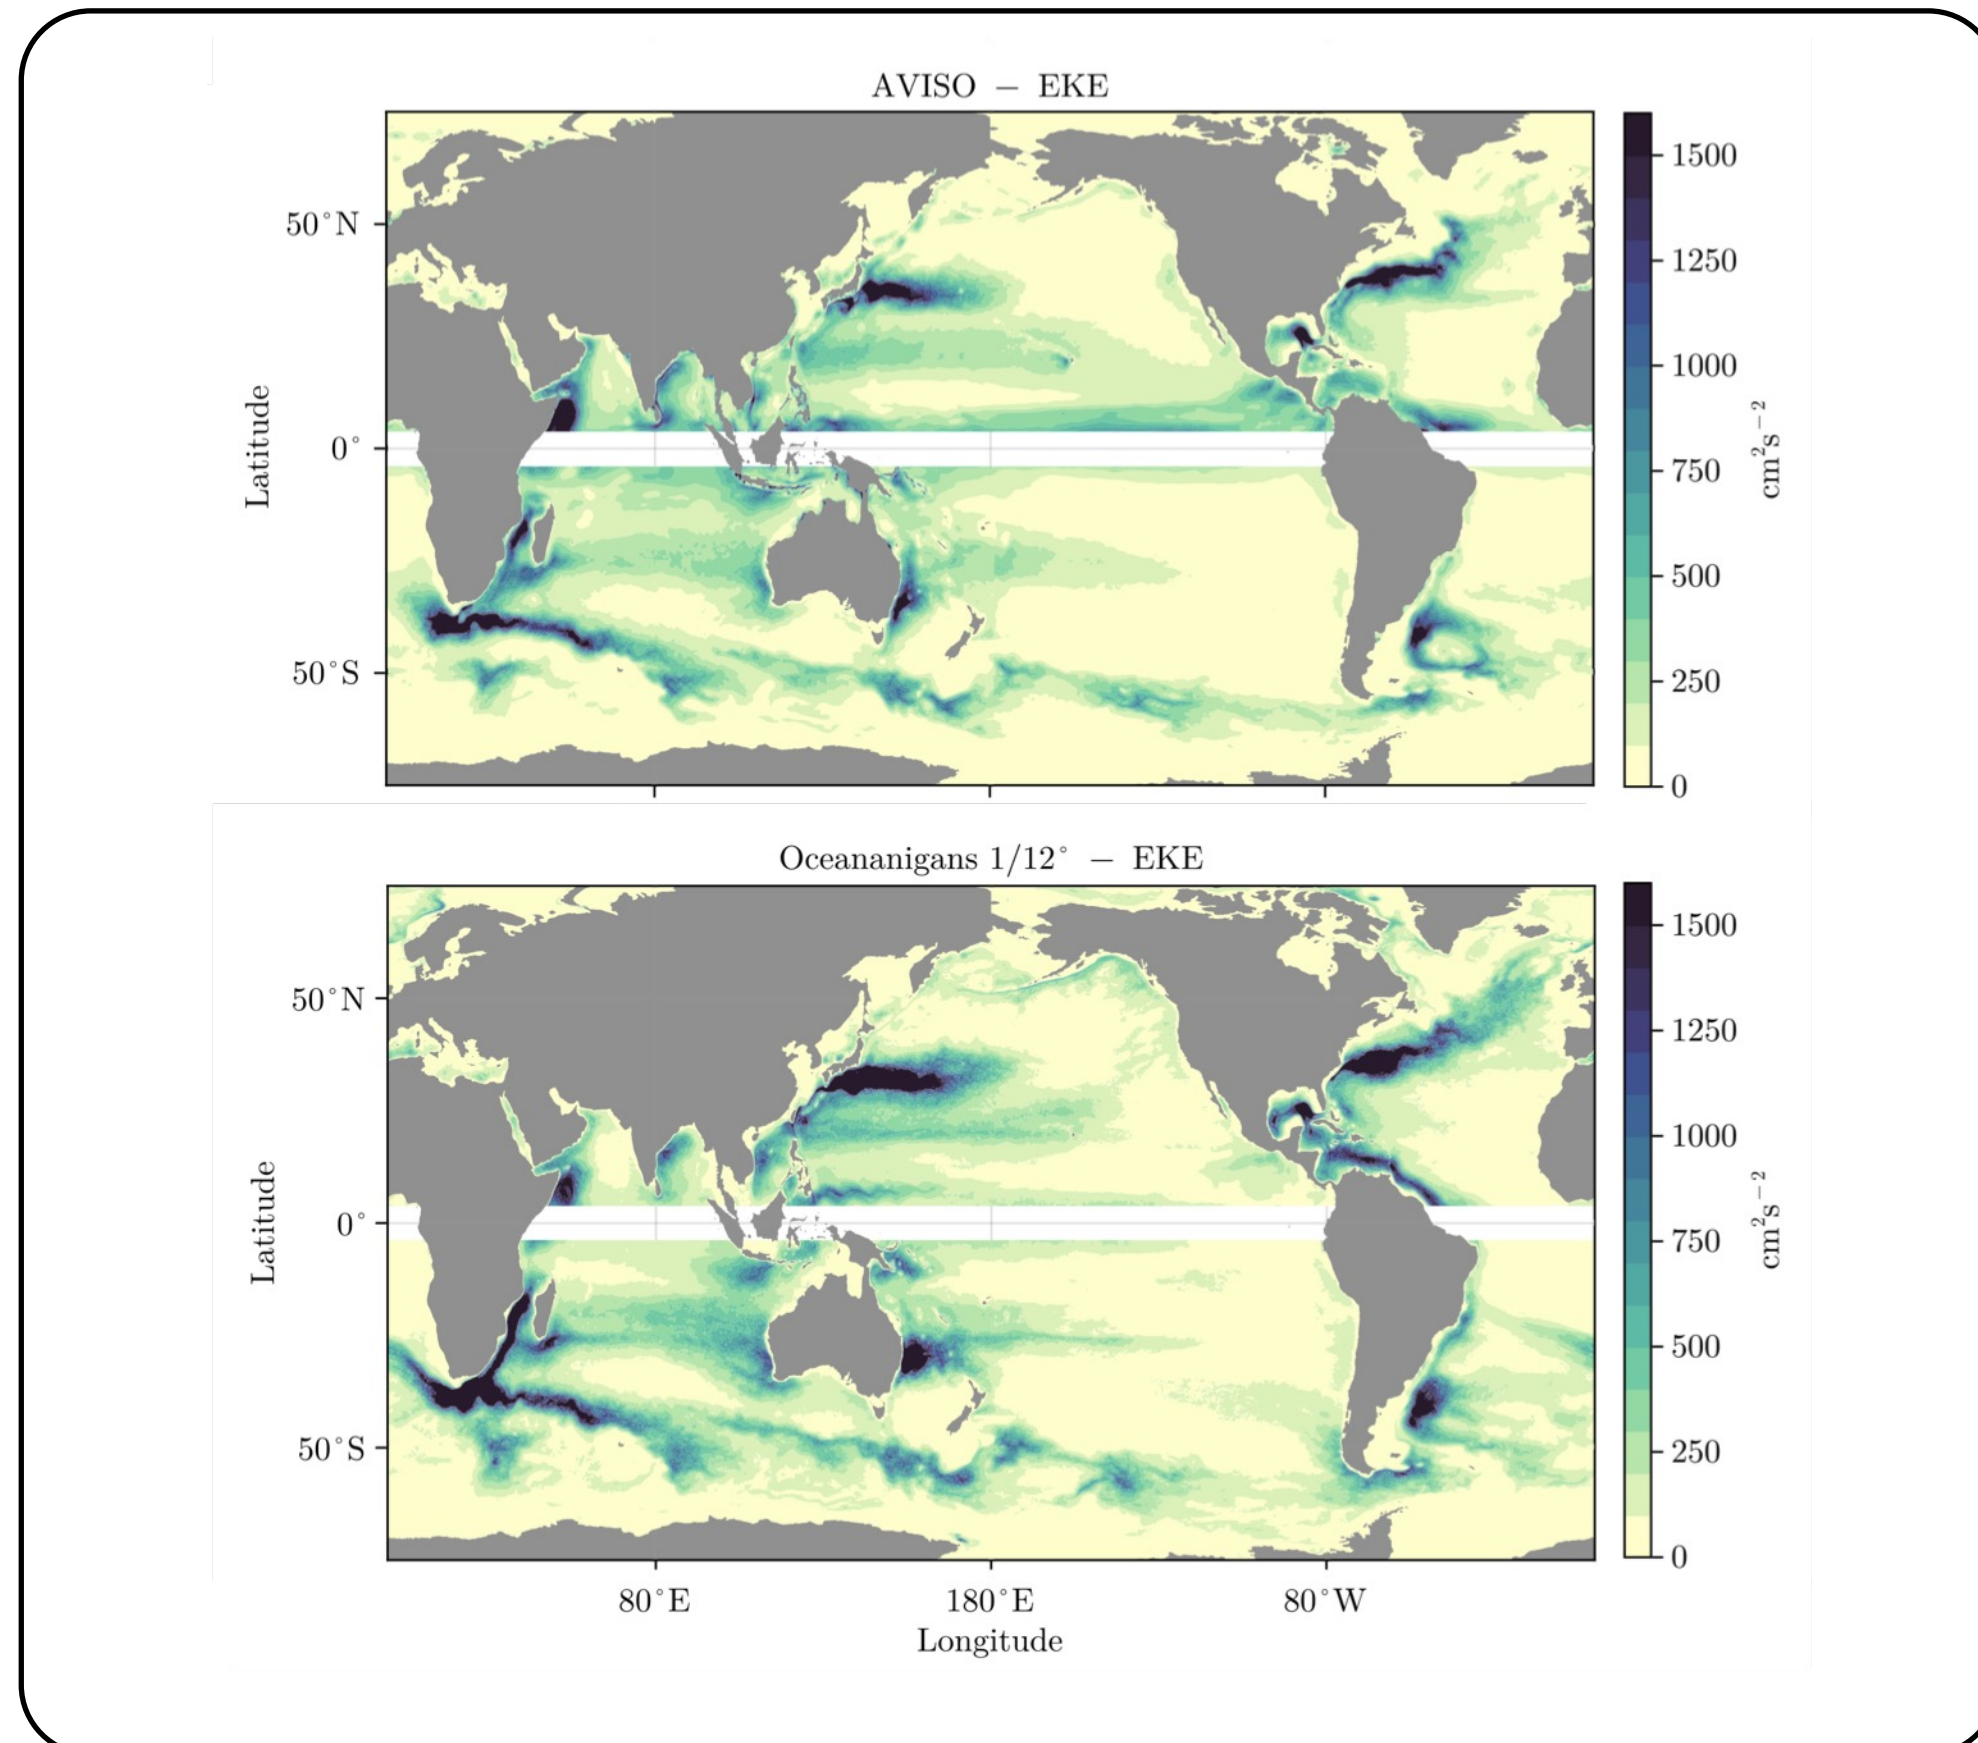 AVISO − EKE
50°N
0°
50°S
Latitude
1500
1250
1000
750
500
250
0
cm²s⁻²
Oceananigans 1/12° − EKE
50°N
0°
50°S
Latitude
1500
1250
1000
750
500
250
0
cm²s⁻²
80°E 180°E 80°W
Longitude